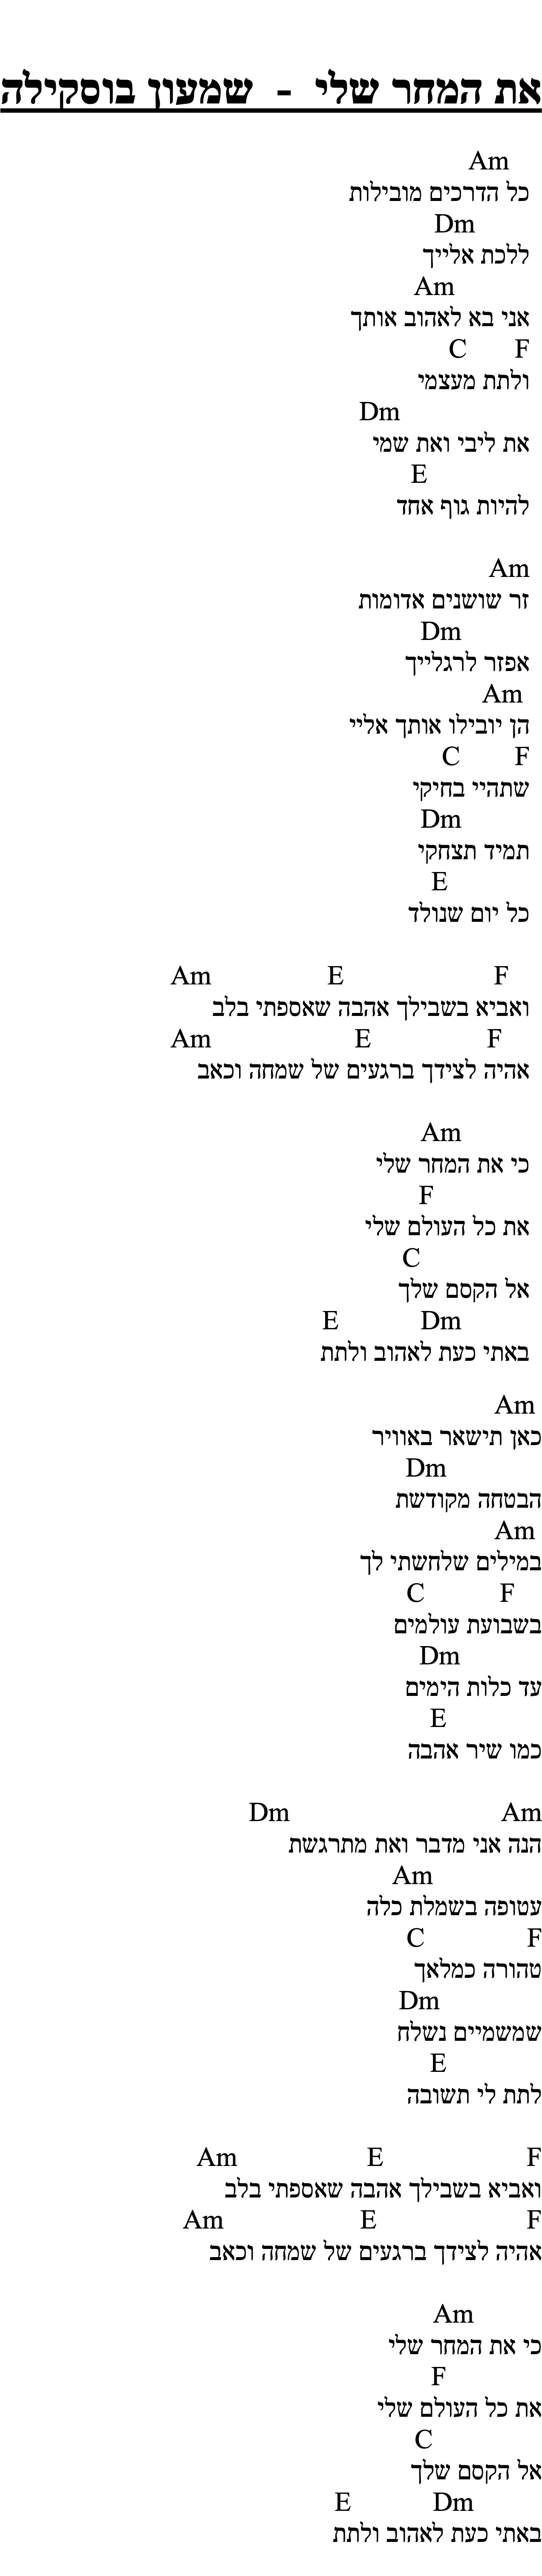 את המחר שלי - שמעון בוסקילה
Am
כל הדרכים מובילות
Dm
ללכת אלייך
Am
אני בא לאהוב אותך
C F
ולתת מעצמי
Dm
את ליבי ואת שמי
E
להיות גוף אחד
Am
זר שושנים אדומות
Dm
אפזר לרגלייך
Am
הן יובילו אותך אליי
C F
שתהיי בחיקי
Dm
תמיד תצחקי
E
כל יום שנולד
Am E F
ואביא בשבילך אהבה שאספתי בלב
Am E F
אהיה לצידך ברגעים של שמחה וכאב
Am
כי את המחר שלי
F
את כל העולם שלי
C
אל הקסם שלך
E Dm
באתי כעת לאהוב ולתת
Am
כאן תישאר באוויר
Dm
הבטחה מקודשת
Am
במילים שלחשתי לך
C F
בשבועת עולמים
Dm
עד כלות הימים
E
כמו שיר אהבה
Dm Am
הנה אני מדבר ואת מתרגשת
Am
עטופה בשמלת כלה
C F
טהורה כמלאך
Dm
שמשמיים נשלח
E
לתת לי תשובה
Am E F
ואביא בשבילך אהבה שאספתי בלב
Am E F
אהיה לצידך ברגעים של שמחה וכאב
Am
כי את המחר שלי
F
את כל העולם שלי
C
אל הקסם שלך
E Dm
באתי כעת לאהוב ולתת